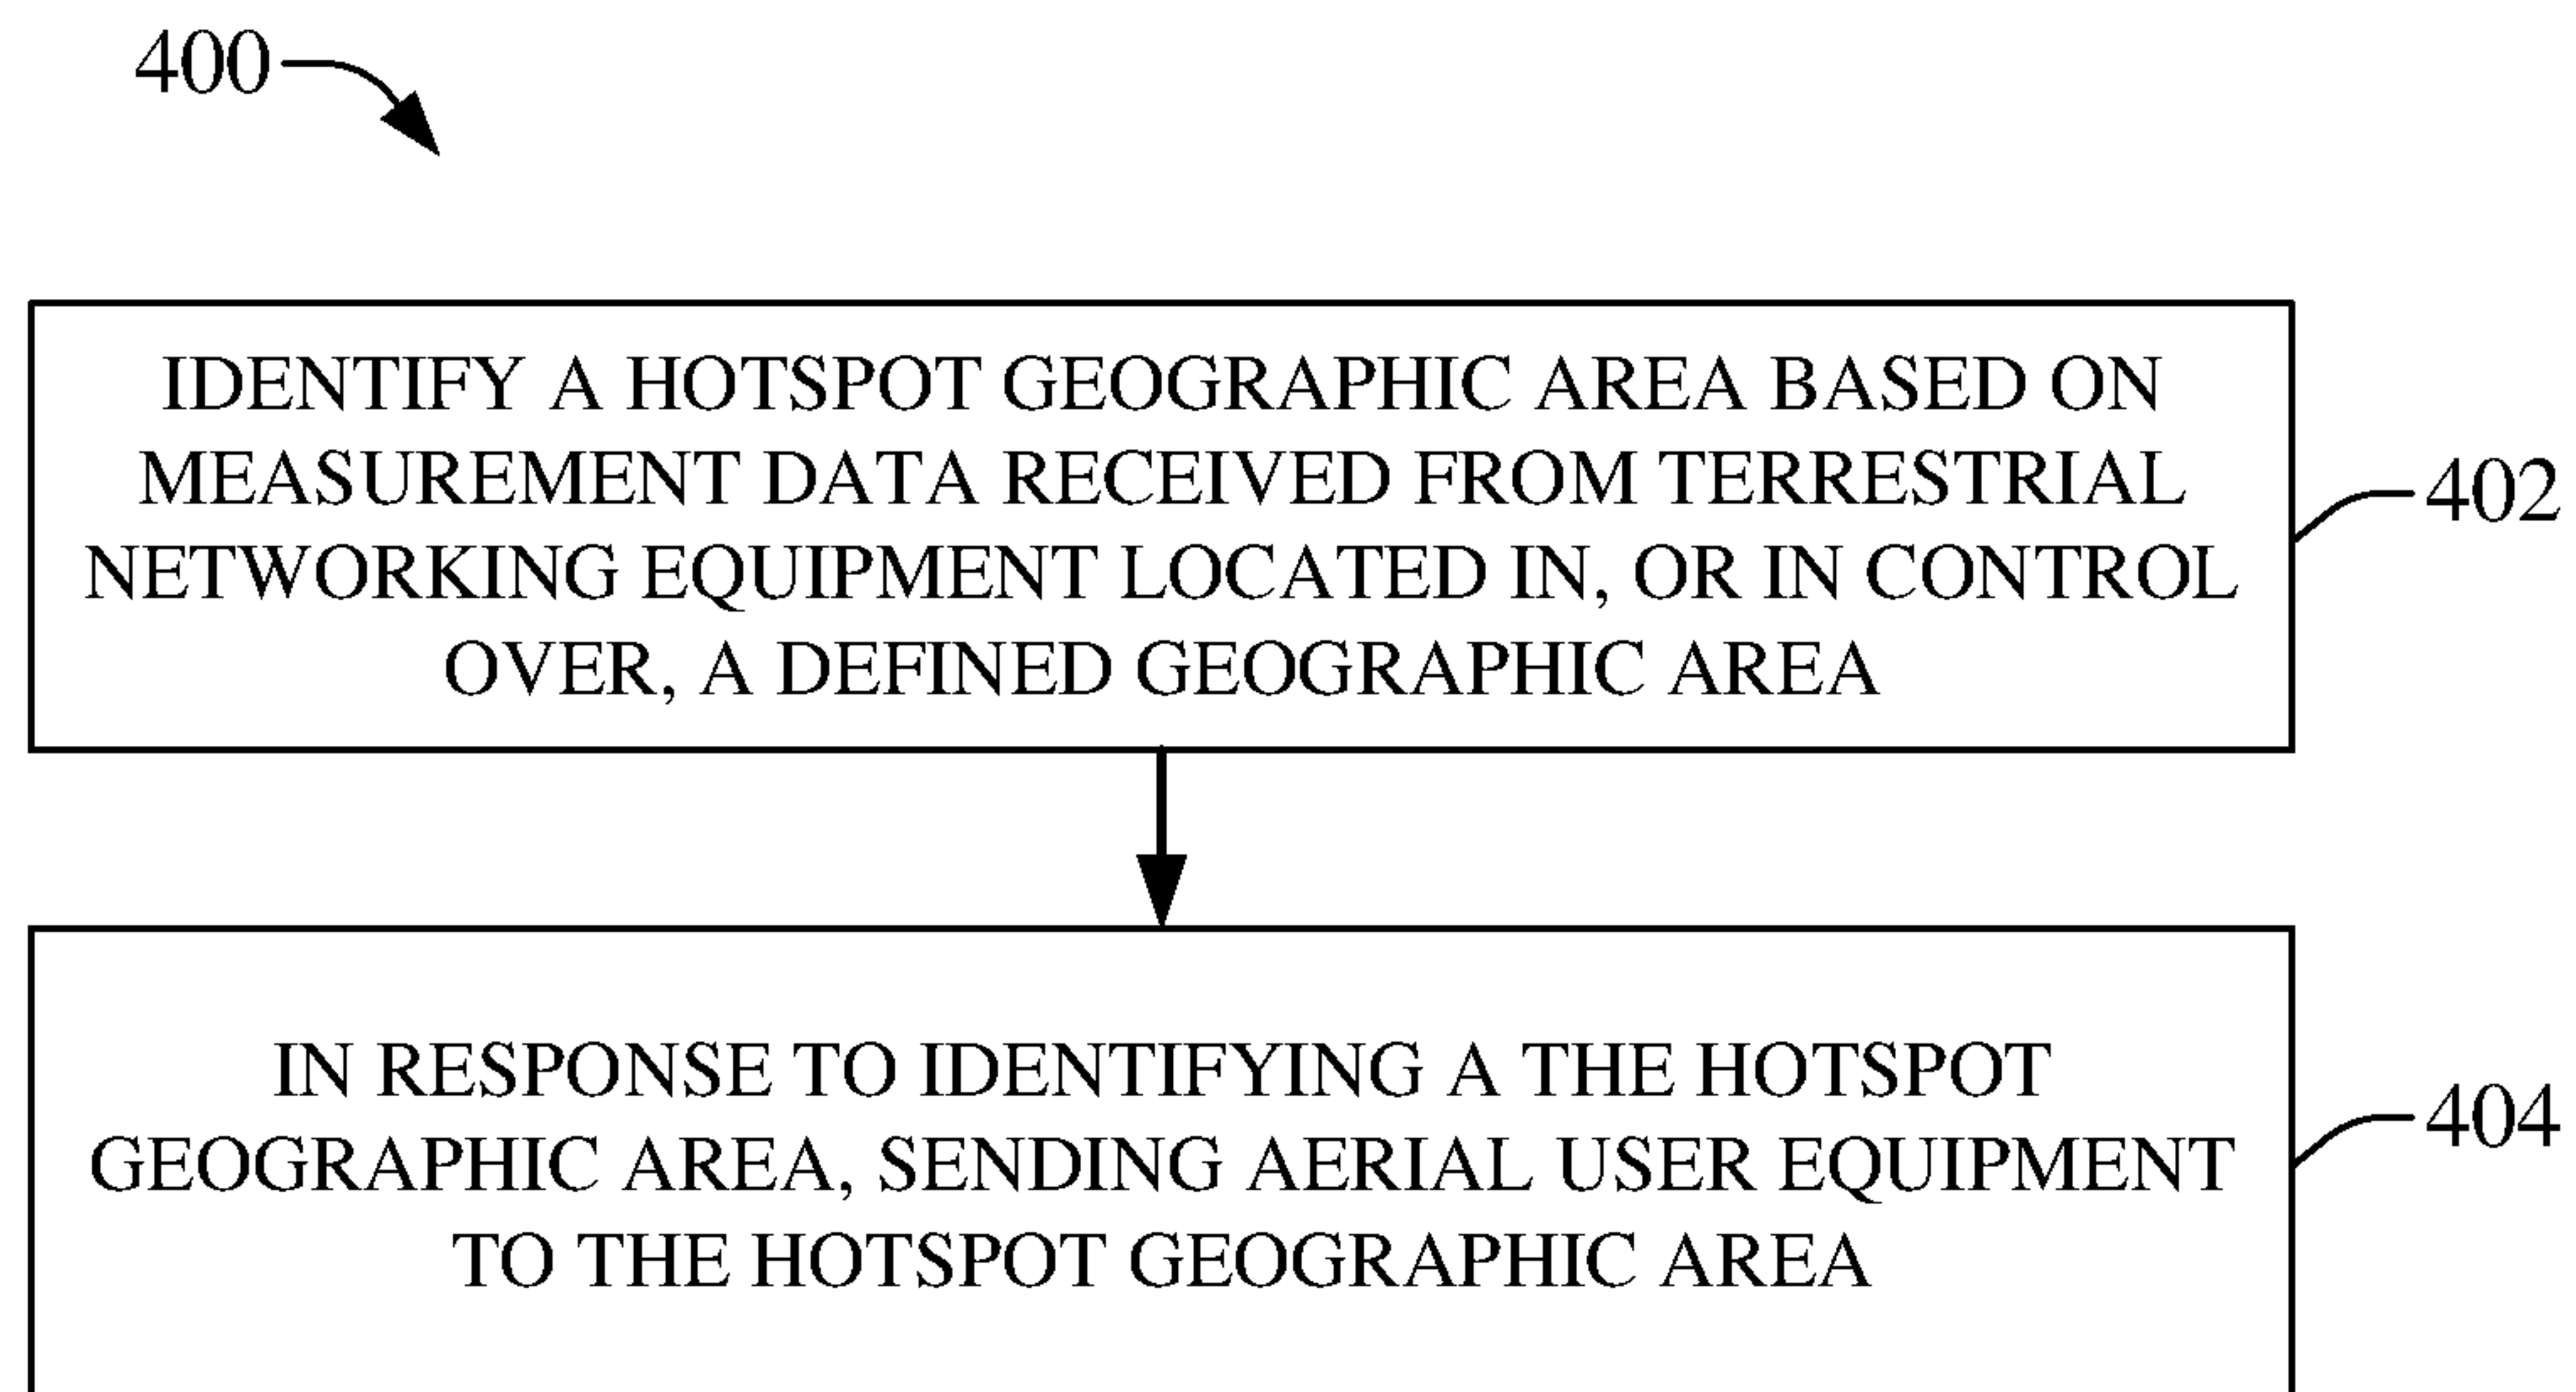 400
IDENTIFY A HOTSPOT GEOGRAPHIC AREA BASED ON
MEASUREMENT DATA RECEIVED FROM TERRESTRIAL
NETWORKING EQUIPMENT LOCATED IN, OR IN CONTROL
OVER, A DEFINED GEOGRAPHIC AREA
402
IN RESPONSE TO IDENTIFYING A THE HOTSPOT
GEOGRAPHIC AREA, SENDING AERIAL USER EQUIPMENT
TO THE HOTSPOT GEOGRAPHIC AREA
404